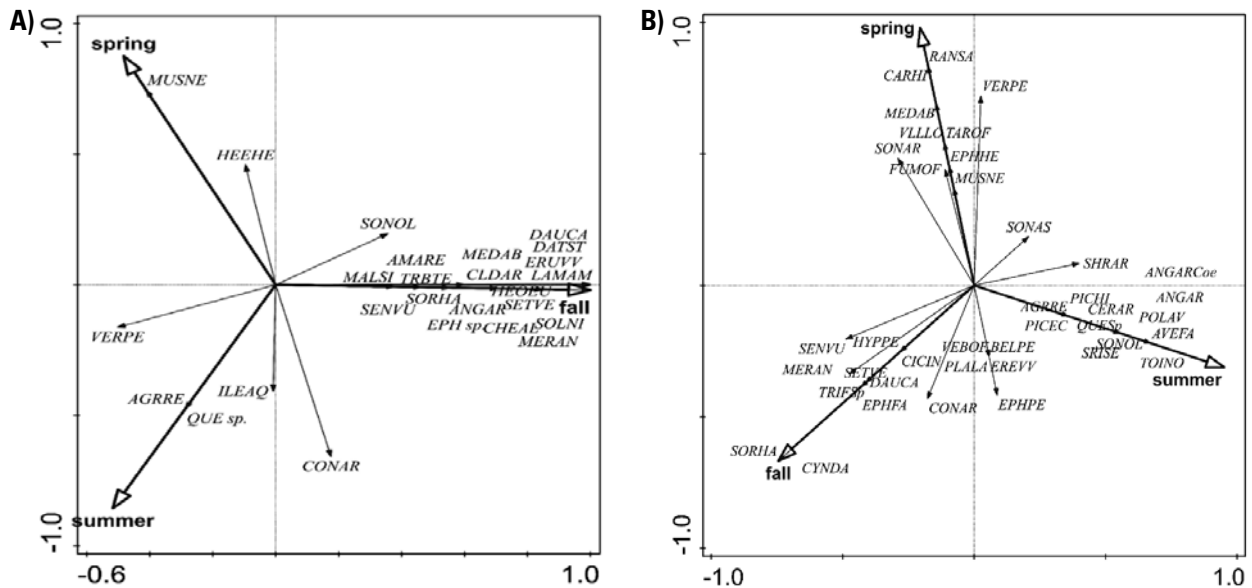 A)
1.0
spring
MUSNE
HEEHE
SONOL
DAUCA
DATST
AMARE
MEDAB
ERUVV
MALSI
TRBTE
CLDAR
LAMAM
SORHA
fall
SENVU
ANGAR
SETVE
EPH sp
CHEAL
SOLNI
MERAN
VERPE
AGRRE
ILEAQ
QUE sp.
CONAR
summer
-1.0
-0.6
1.0
B)
1.0
spring
RANSA
CARHI
VERPE
MEDAB
VLLLO
TAROF
SONAR
EPHHE
FUMOF
MUSNE
SONAS
SHRAR
ANGARCoe
AGRRE
PICHI
ANGAR
CERAR
POLAV
PICEC
QUESp
AVEFA
SONOL
SRISE
TOINO
summer
SENVU
HYPPE
VEBOF
BELPE
MERAN
CICIN
SETVE
PLALA
EREVV
DAUCA
TRIFSp
EPHFA
CONAR
EPHPE
SORHA
fall
CYNDA
-1.0
-1.0
1.0